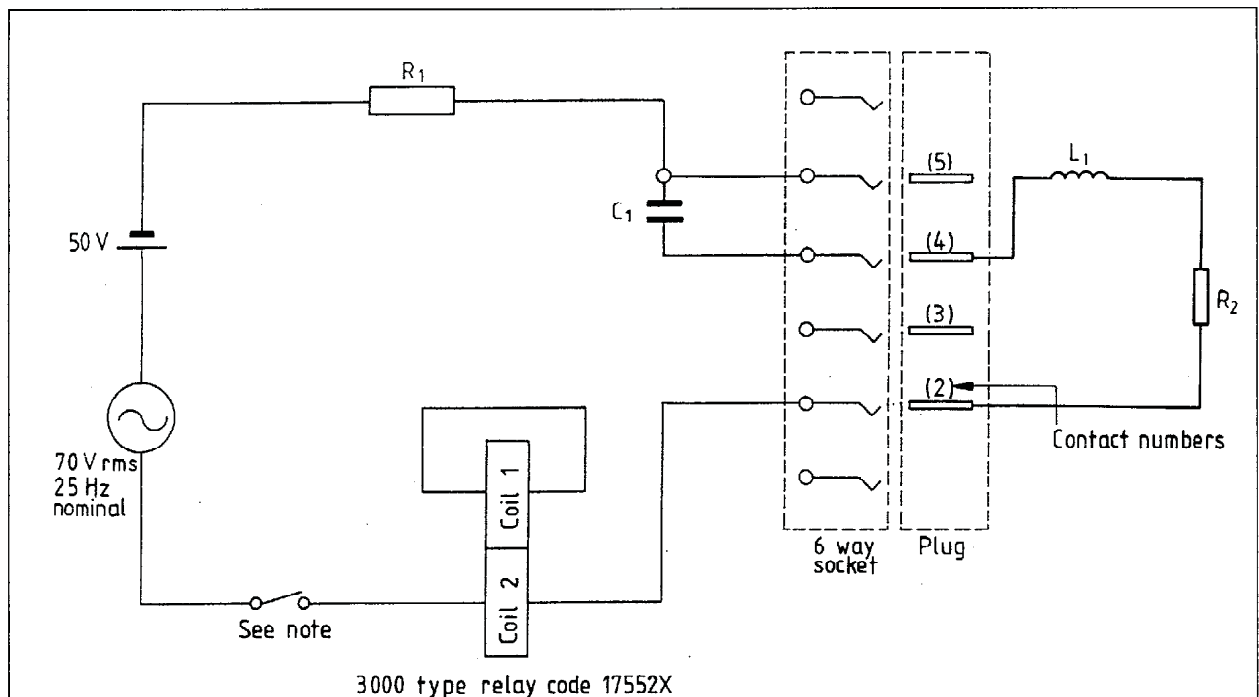 R1
(5)
L1
C1
50 V
(4)
R2
(3)
(2)
Contact numbers
70 V rms
25 Hz
nominal
Coil 1
Coil 2
6 way
socket
Plug
See note
3000 type relay code 17552X